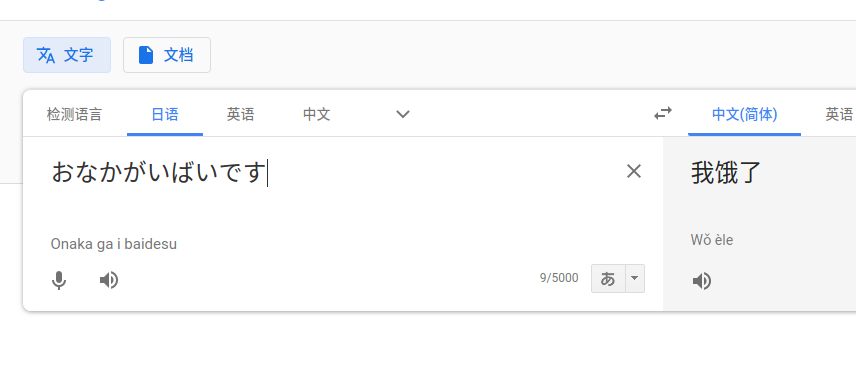 文字 文档
检测语言 日语 英语 中文 中文(简体) 英语
おなかがいばいです 我饿了
Onaka ga i baidesu Wǒ èle
9/5000 あ